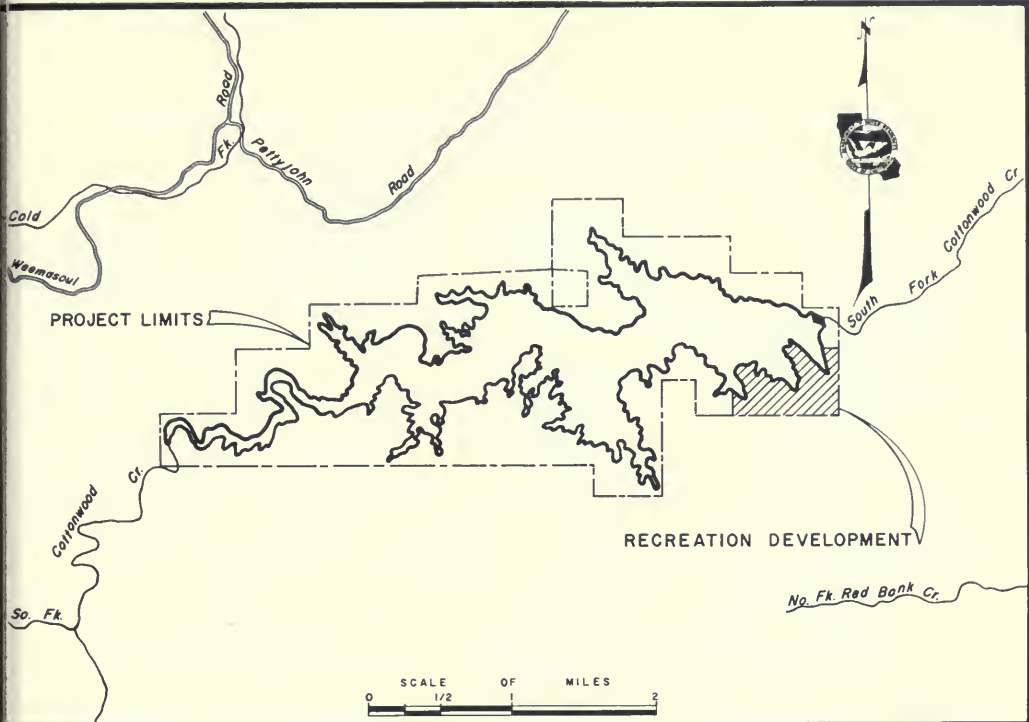 N
Road
Fk.
PettyJohn
Road
Cold
Weemasoul
Cottonwood Cr
South Fork
PROJECT LIMITS
Cottonwood Cr.
RECREATION DEVELOPMENT
No. Fk. Red Bank Cr.
So. Fk.
SCALE OF MILES
0 1/2 1 2